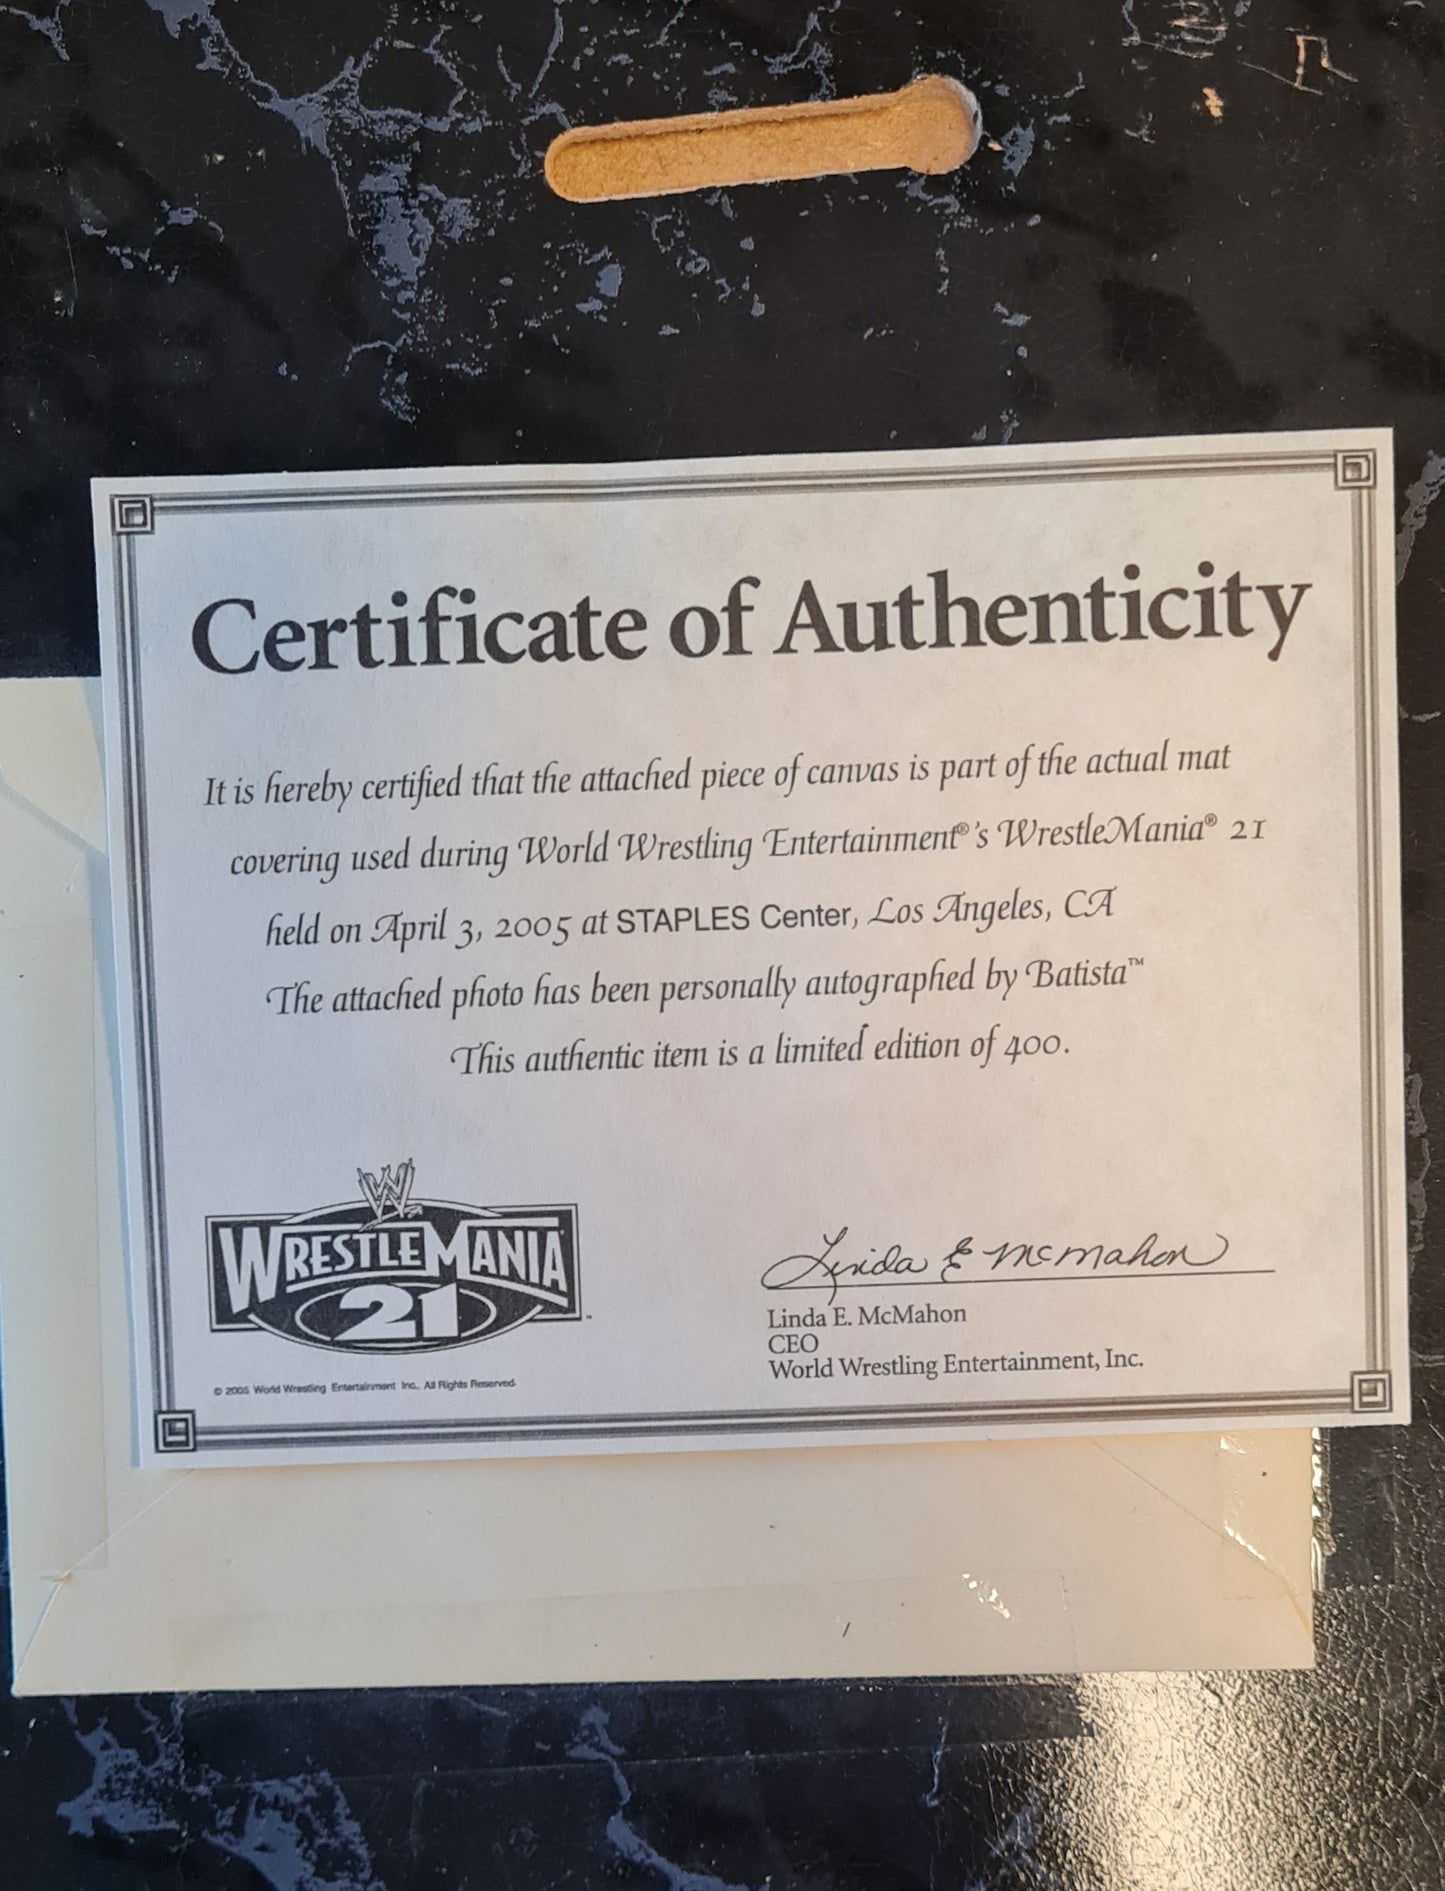 Certificate of Authenticity
It is hereby certified that the attached piece of canvas is part of the actual mat
covering used during World Wrestling Entertainment®'s WrestleMania® 21
held on April 3, 2005 at STAPLES Center, Los Angeles, CA
The attached photo has been personally autographed by Batista™
This authentic item is a limited edition of 400.
W
WRESTLEMANIA
21
™
© 2005 World Wrestling Entertainment Inc., All Rights Reserved.
Linda E McMahon
Linda E. McMahon
CEO
World Wrestling Entertainment, Inc.